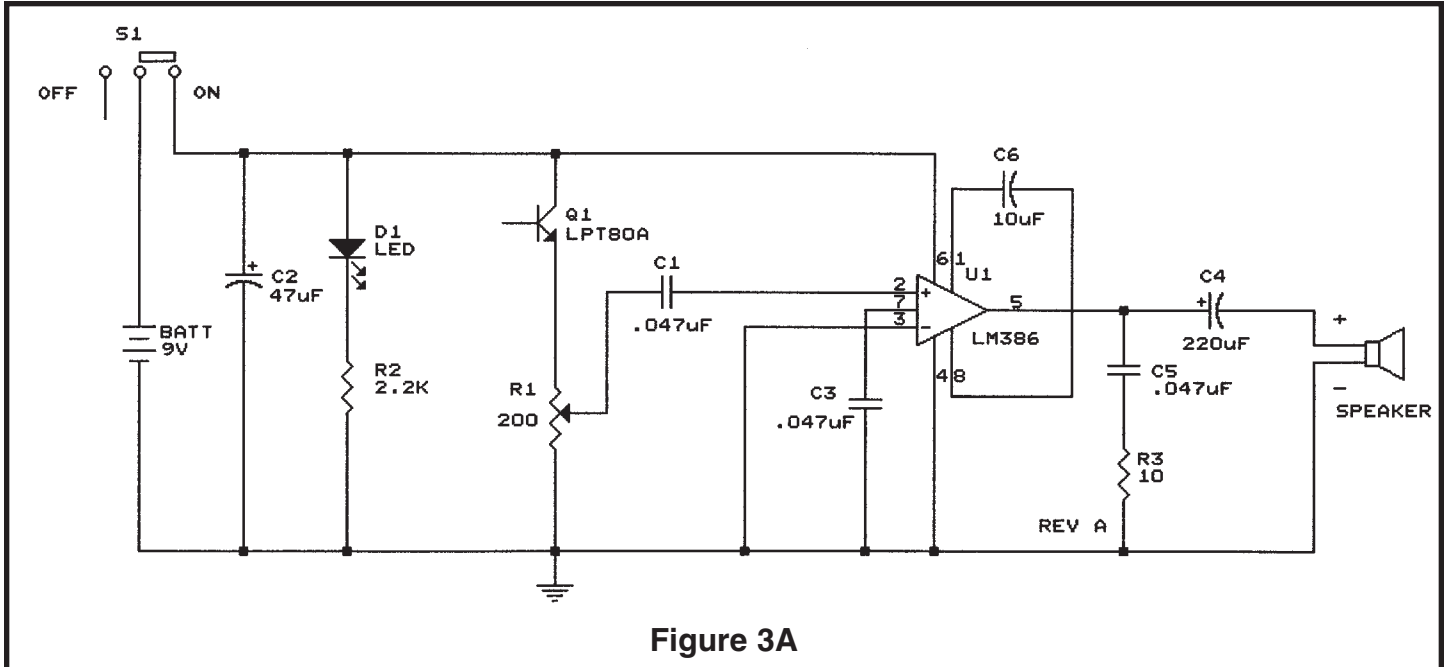 S1
OFF
ON
C6
10uF
Q1
LPT80A
D1
LED
C2
+
47uF
C1
.047uF
6
1
U1
2
+
7
3
-
5
LM386
4
8
C4
+
220uF
+
-
SPEAKER
BATT
9V
R2
2.2K
R1
200
C3
.047uF
C5
.047uF
R3
10
REV A
Figure 3A